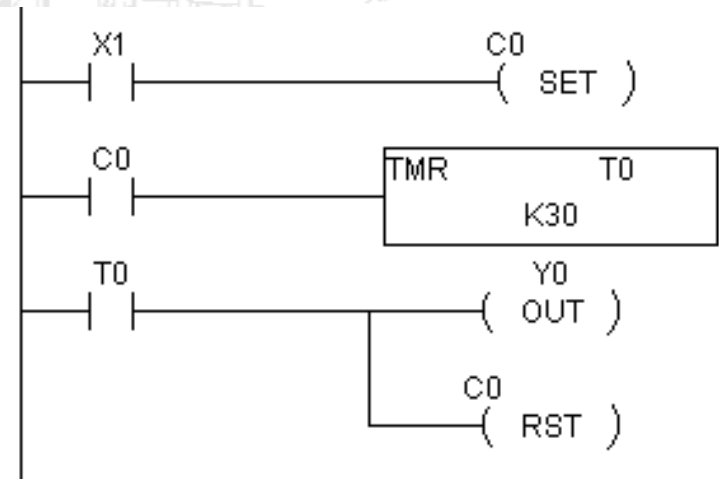 X1 C0
( SET )
C0
TMR T0
K30
T0 Y0
( OUT )
C0
( RST )